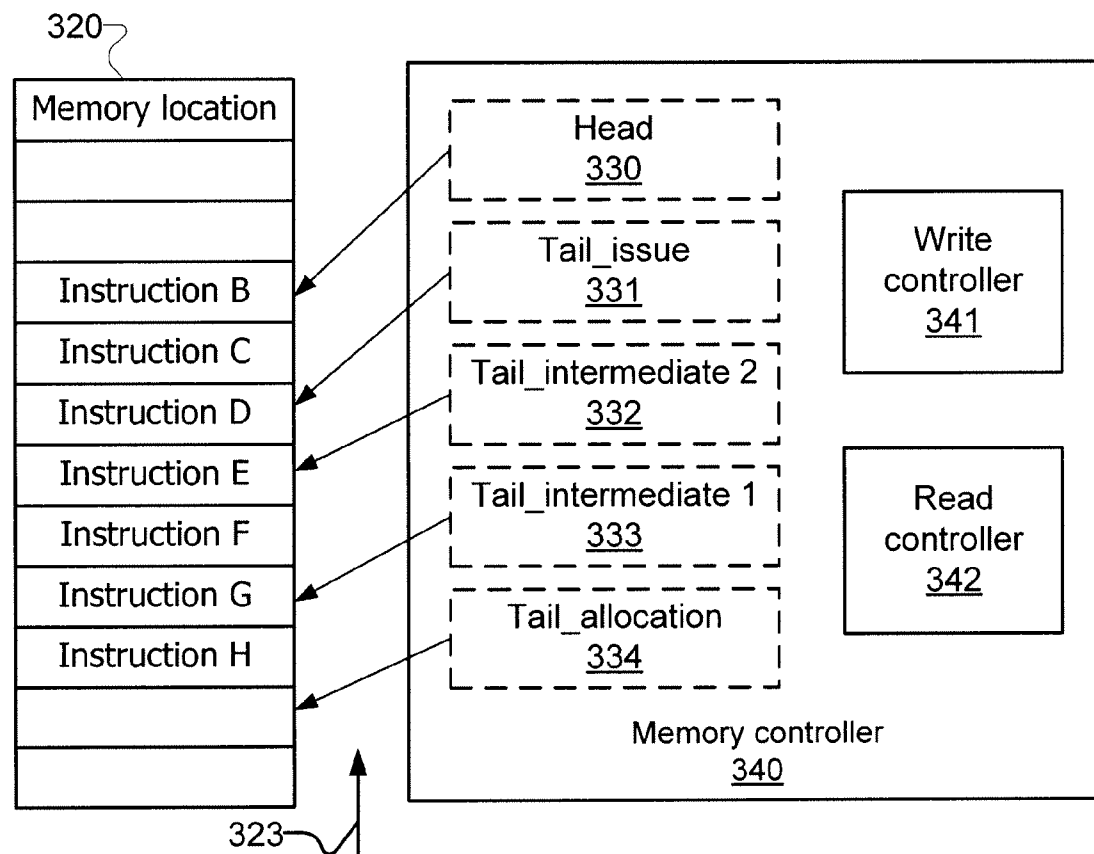 320
Memory location
Instruction B
Instruction C
Instruction D
Instruction E
Instruction F
Instruction G
Instruction H
323
Head
330
Tail_issue
331
Tail_intermediate 2
332
Tail_intermediate 1
333
Tail_allocation
334
Write
controller
341
Read
controller
342
Memory controller
340